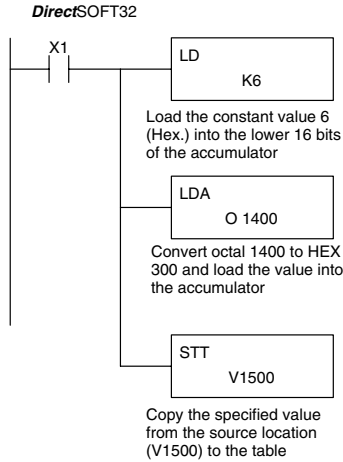 DirectSOFT32
X1
LD
K6
Load the constant value 6
(Hex.) into the lower 16 bits
of the accumulator
LDA
O 1400
Convert octal 1400 to HEX
300 and load the value into
the accumulator
STT
V1500
Copy the specified value
from the source location
(V1500) to the table